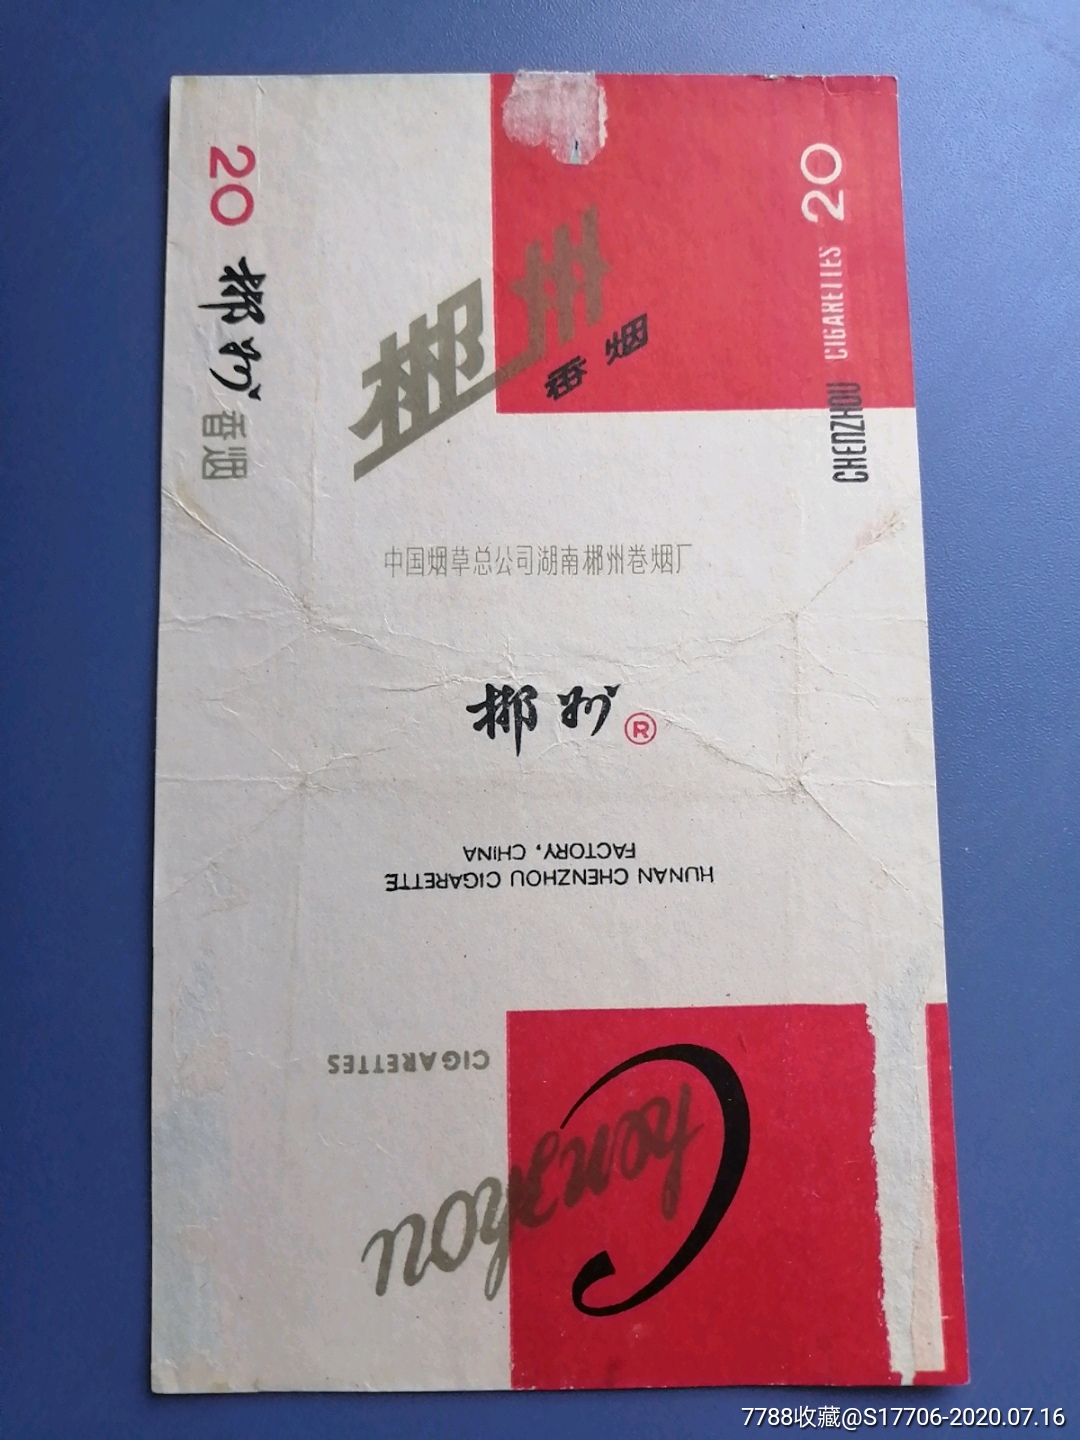 20
郴州
香烟
郴州
香烟
CHENZHOU CIGARETTES 20
中国烟草总公司湖南郴州卷烟厂
郴州
®
HUNAN CHENZHOU CIGARETTE
FACTORY, CHINA
Chenzhou
CIGARETTES
7788收藏@S17706-2020.07.16